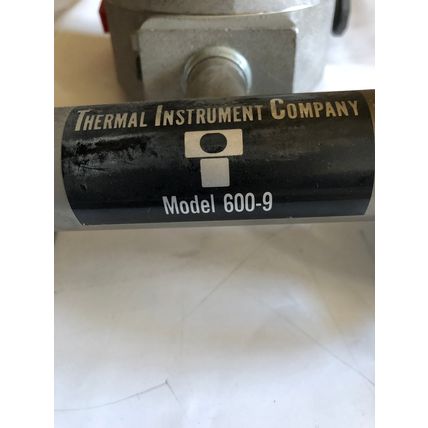 THERMAL INSTRUMENT COMPANY
Model 600-9